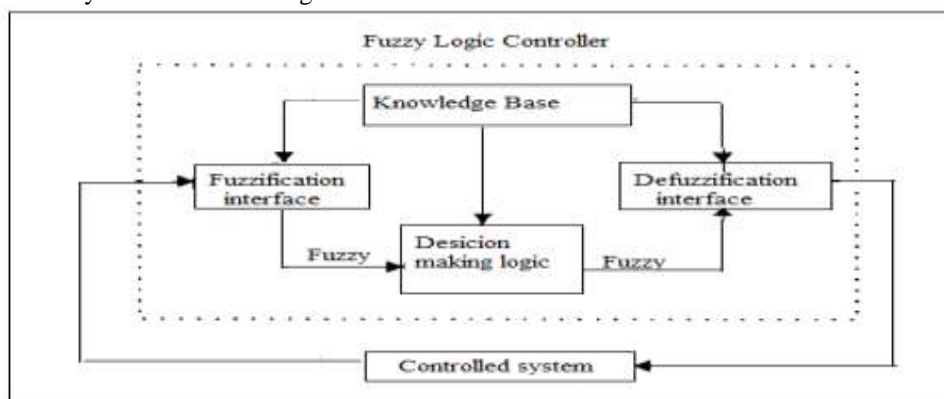 Fuzzy Logic Controller
Knowledge Base
Fuzzification
interface
Defuzzification
interface
Desicion
making logic
Fuzzy
Fuzzy
Controlled system